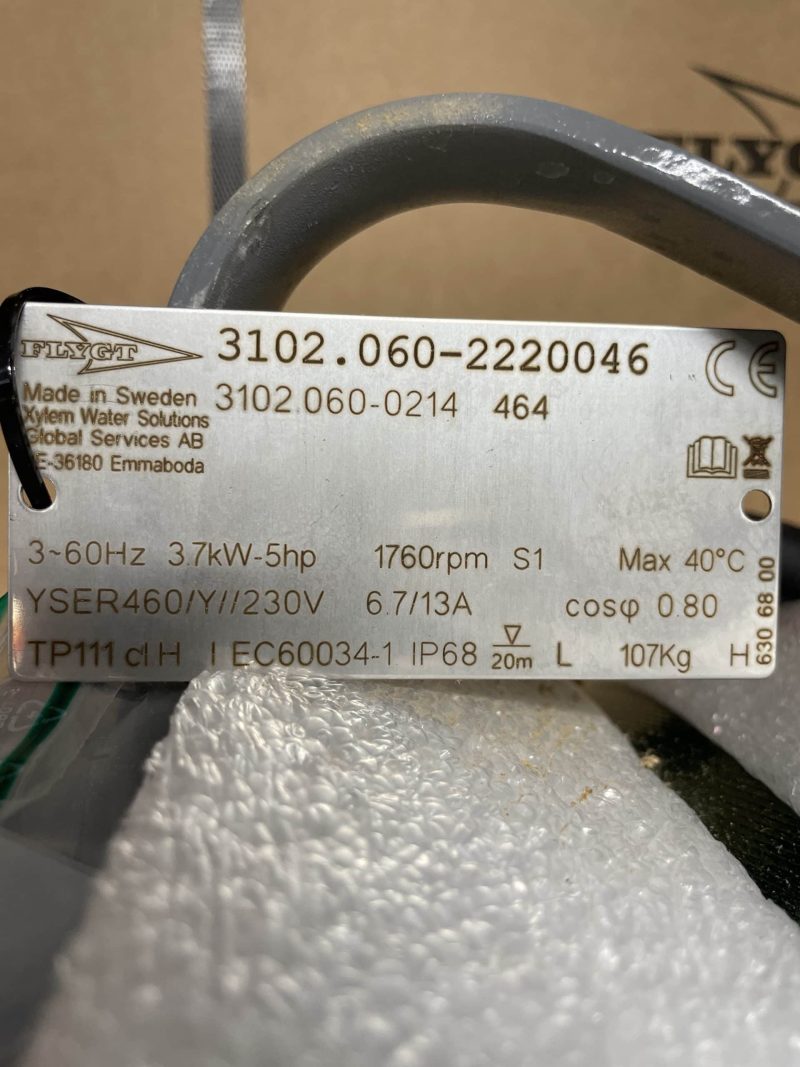 FLYGT
FLYGT
3102.060-2220046
CE
Made in Sweden
3102.060-0214 464
Xylem Water Solutions
Global Services AB
SE-36180 Emmaboda
3~60Hz 3.7kW-5hp 1760rpm S1 Max 40°C
YSER460/Y//230V 6.7/13A cosφ 0.80
TP111 cl H IEC60034-1 IP68 ▽ 20m L 107Kg H
630 68 00